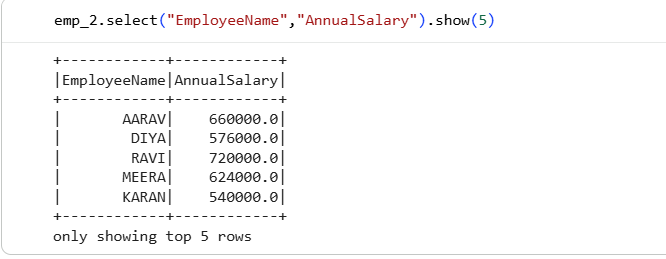 emp_2.select("EmployeeName","AnnualSalary").show(5)
+------------+------------+
|EmployeeName|AnnualSalary|
+------------+------------+
|       AARAV|    660000.0|
|        DIYA|    576000.0|
|        RAVI|    720000.0|
|       MEERA|    624000.0|
|       KARAN|    540000.0|
+------------+------------+
only showing top 5 rows